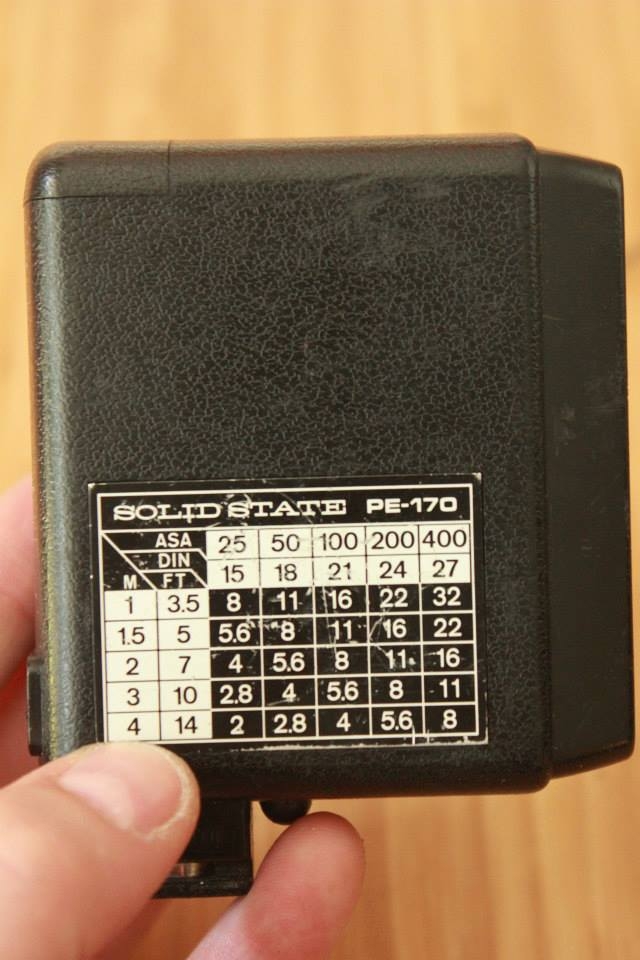 SOLID STATE PE-170
ASA 25 50 100 200 400
DIN 15 18 21 24 27
M FT
1 3.5 8 11 16 22 32
1.5 5 5.6 8 11 16 22
2 7 4 5.6 8 11 16
3 10 2.8 4 5.6 8 11
4 14 2 2.8 4 5.6 8